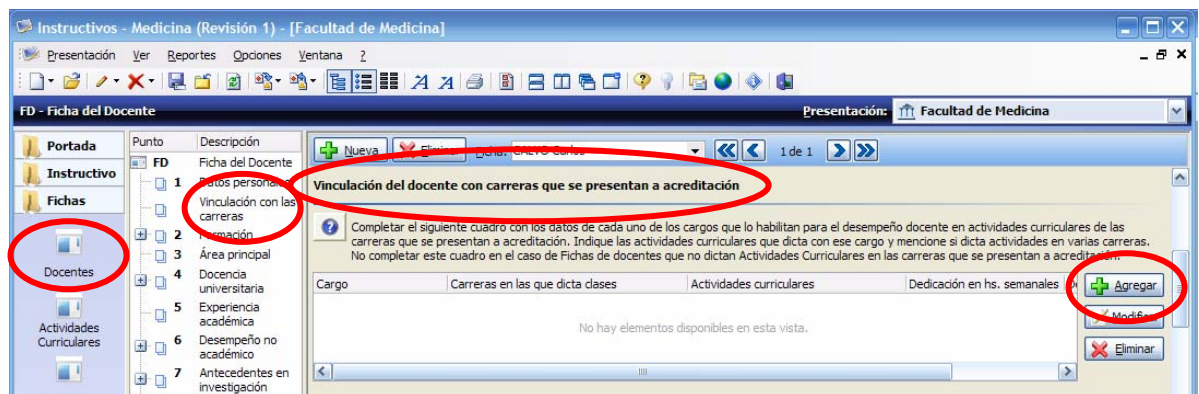 Instructivos - Medicina (Revisión 1) - [Facultad de Medicina]
Presentación Ver Reportes Opciones Ventana ?
FD - Ficha del Docente Presentación: Facultad de Medicina
Portada
Instructivo
Fichas
Docentes
Actividades
Curriculares
Punto Descripción
FD Ficha del Docente
1 Datos personales
Vinculación con las
carreras
2 Formación
3 Área principal
4 Docencia
universitaria
5 Experiencia
académica
6 Desempeño no
académico
7 Antecedentes en
investigación
Nueva Eliminar Ficha: CALVO Carlos 1 de 1
Vinculación del docente con carreras que se presentan a acreditación
Completar el siguiente cuadro con los datos de cada uno de los cargos que lo habilitan para el desempeño docente en actividades curriculares de las
carreras que se presentan a acreditación. Indique las actividades curriculares que dicta con ese cargo y mencione si dicta actividades en varias carreras.
No completar este cuadro en el caso de Fichas de docentes que no dictan Actividades Curriculares en las carreras que se presentan a acreditación.
Cargo Carreras en las que dicta clases Actividades curriculares Dedicación en hs. semanales
No hay elementos disponibles en esta vista.
Agregar
Modificar
Eliminar